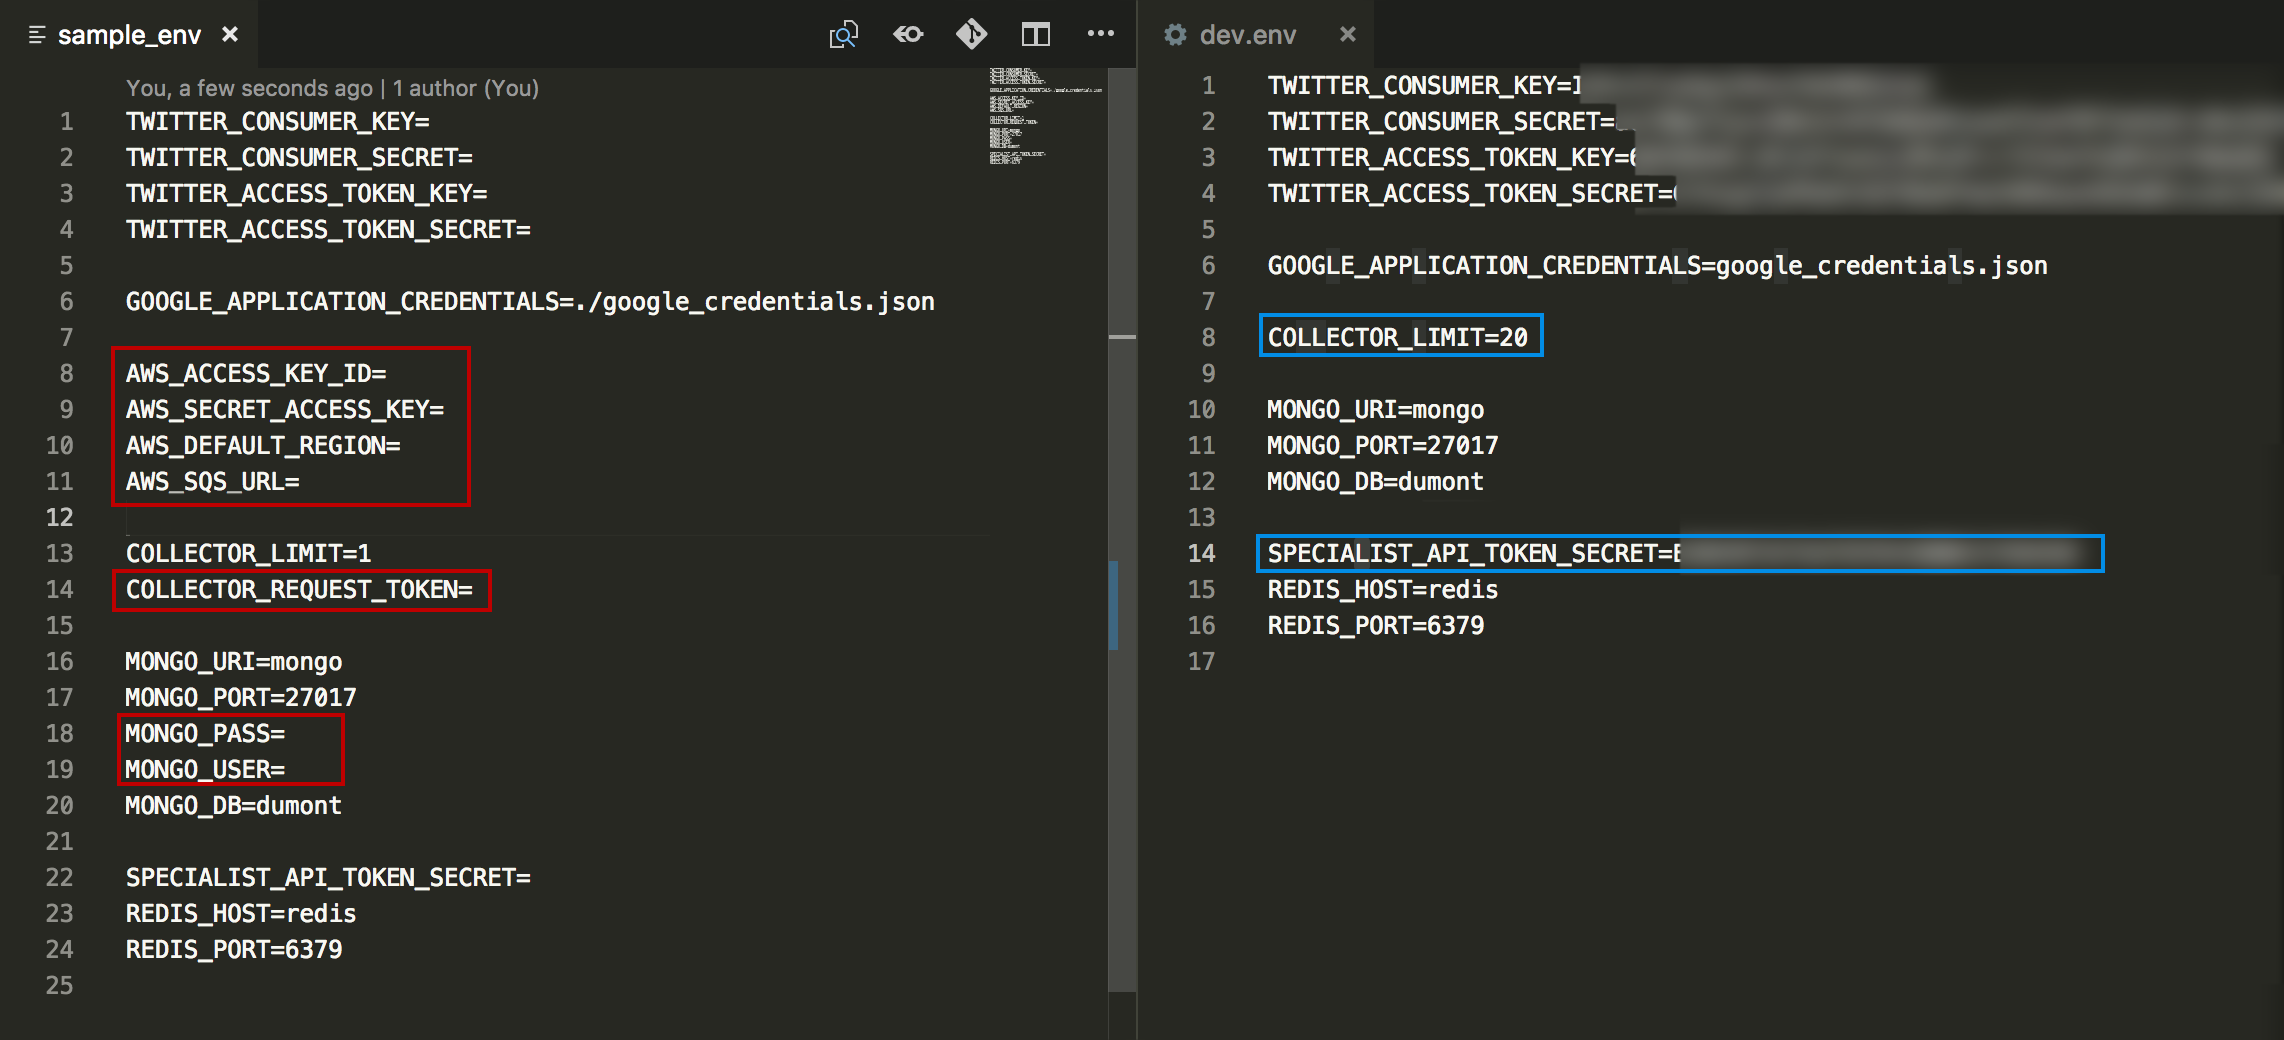 sample_env
You, a few seconds ago | 1 author (You)
1 TWITTER_CONSUMER_KEY=
2 TWITTER_CONSUMER_SECRET=
3 TWITTER_ACCESS_TOKEN_KEY=
4 TWITTER_ACCESS_TOKEN_SECRET=
5
6 GOOGLE_APPLICATION_CREDENTIALS=./google_credentials.json
7
8 AWS_ACCESS_KEY_ID=
9 AWS_SECRET_ACCESS_KEY=
10 AWS_DEFAULT_REGION=
11 AWS_SQS_URL=
12
13 COLLECTOR_LIMIT=1
14 COLLECTOR_REQUEST_TOKEN=
15
16 MONGO_URI=mongo
17 MONGO_PORT=27017
18 MONGO_PASS=
19 MONGO_USER=
20 MONGO_DB=dumont
21
22 SPECIALIST_API_TOKEN_SECRET=
23 REDIS_HOST=redis
24 REDIS_PORT=6379
25
dev.env
1 TWITTER_CONSUMER_KEY=
2 TWITTER_CONSUMER_SECRET=
3 TWITTER_ACCESS_TOKEN_KEY=
4 TWITTER_ACCESS_TOKEN_SECRET=
5
6 GOOGLE_APPLICATION_CREDENTIALS=google_credentials.json
7
8 COLLECTOR_LIMIT=20
9
10 MONGO_URI=mongo
11 MONGO_PORT=27017
12 MONGO_DB=dumont
13
14 SPECIALIST_API_TOKEN_SECRET=
15 REDIS_HOST=redis
16 REDIS_PORT=6379
17